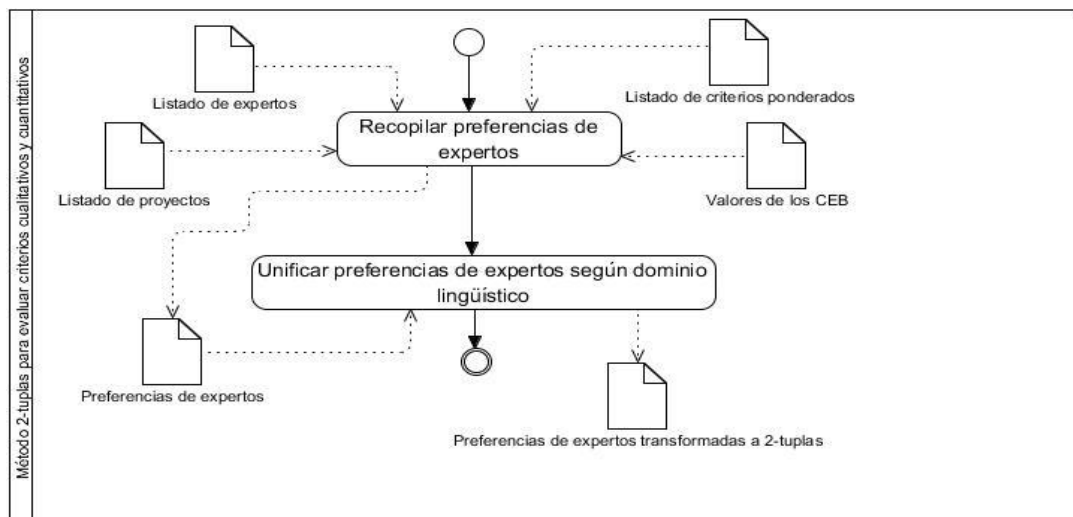 Método 2-tuplas para evaluar criterios cualitativos y cuantitativos
Listado de expertos
Listado de criterios ponderados
Recopilar preferencias de
expertos
Listado de proyectos
Valores de los CEB
Unificar preferencias de expertos según dominio
lingüístico
Preferencias de expertos
Preferencias de expertos transformadas a 2-tuplas